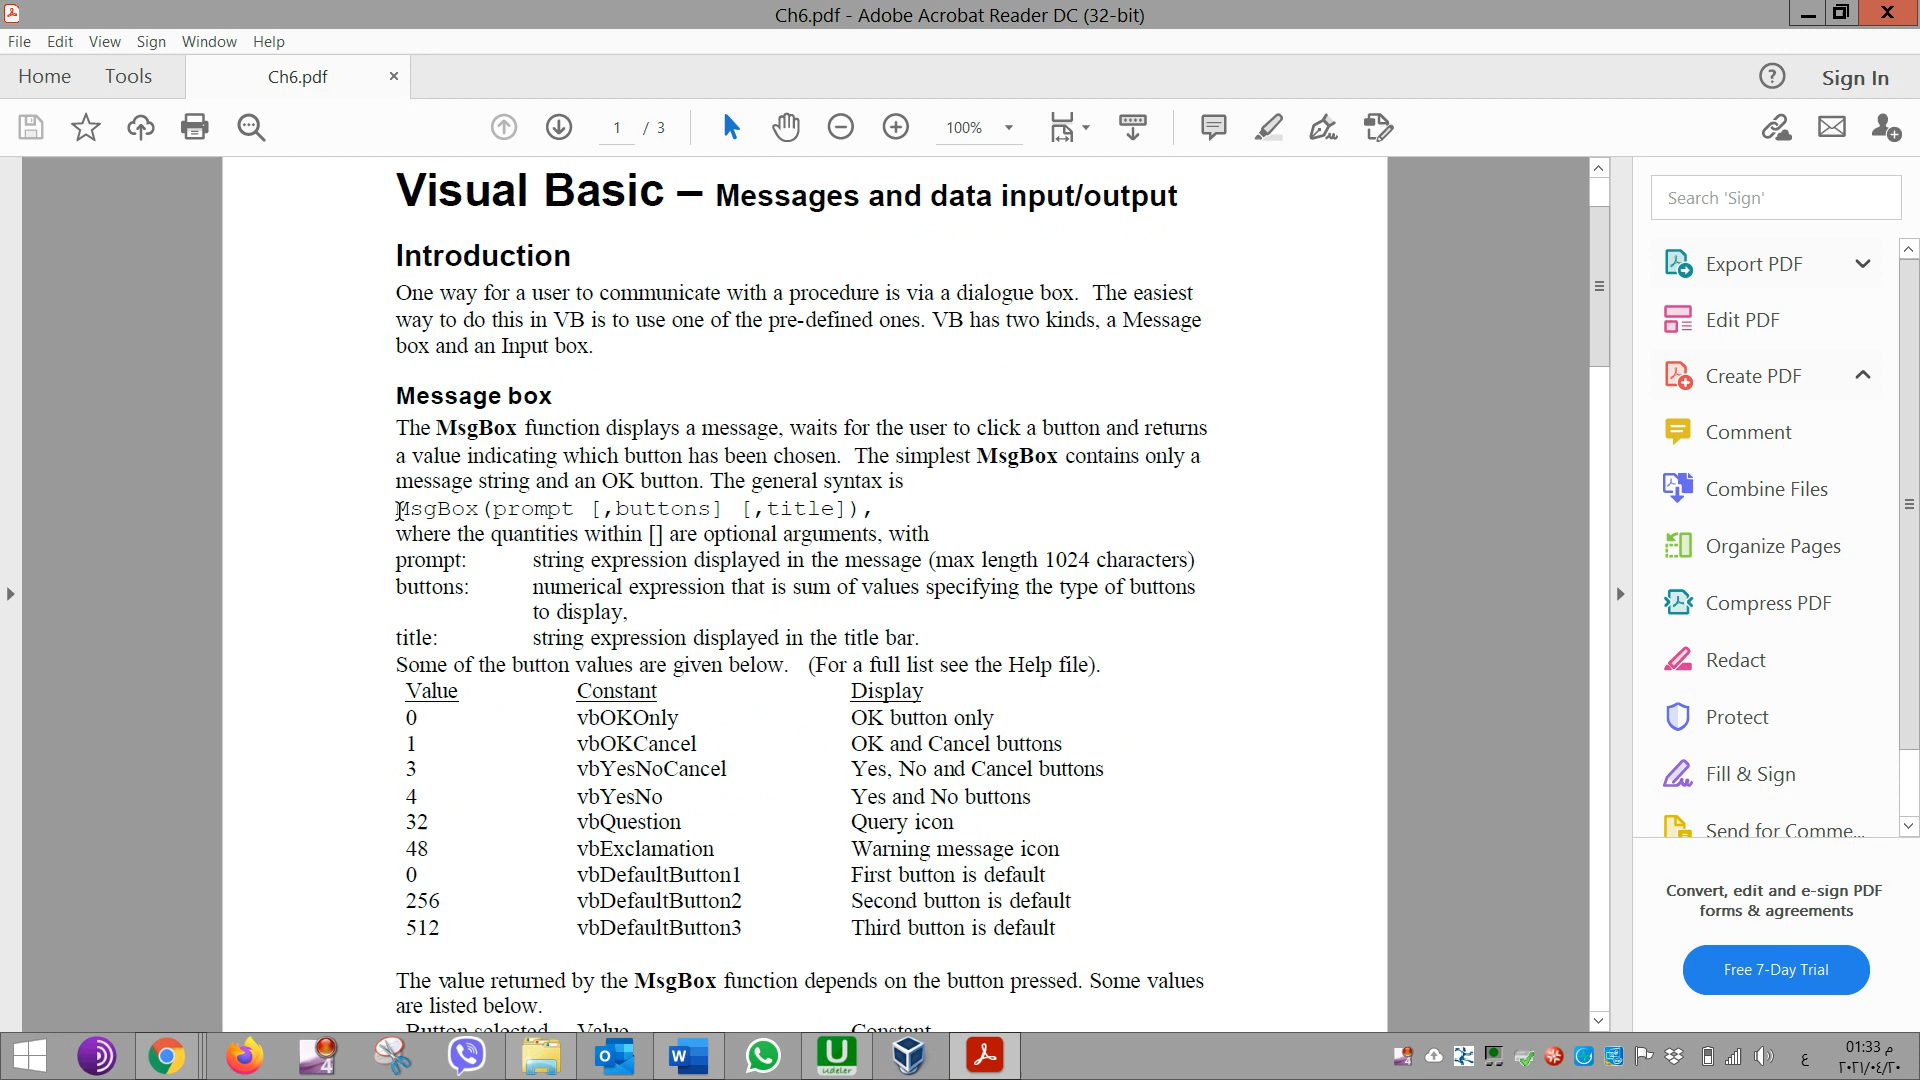 Ch6.pdf - Adobe Acrobat Reader DC (32-bit)
File Edit View Sign Window Help
Home Tools Ch6.pdf × Sign In
1 / 3 100%
Visual Basic – Messages and data input/output
Introduction
One way for a user to communicate with a procedure is via a dialogue box. The easiest
way to do this in VB is to use one of the pre-defined ones. VB has two kinds, a Message
box and an Input box.
Message box
The MsgBox function displays a message, waits for the user to click a button and returns
a value indicating which button has been chosen. The simplest MsgBox contains only a
message string and an OK button. The general syntax is
MsgBox(prompt [,buttons] [,title]),
where the quantities within [] are optional arguments, with
prompt: string expression displayed in the message (max length 1024 characters)
buttons: numerical expression that is sum of values specifying the type of buttons
to display,
title: string expression displayed in the title bar.
Some of the button values are given below. (For a full list see the Help file).
Value Constant Display
0 vbOKOnly OK button only
1 vbOKCancel OK and Cancel buttons
3 vbYesNoCancel Yes, No and Cancel buttons
4 vbYesNo Yes and No buttons
32 vbQuestion Query icon
48 vbExclamation Warning message icon
0 vbDefaultButton1 First button is default
256 vbDefaultButton2 Second button is default
512 vbDefaultButton3 Third button is default
The value returned by the MsgBox function depends on the button pressed. Some values
are listed below.
Button selected Value Constant
Search 'Sign'
Export PDF
Edit PDF
Create PDF
Comment
Combine Files
Organize Pages
Compress PDF
Redact
Protect
Fill & Sign
Send for Comme...
Convert, edit and e-sign PDF
forms & agreements
Free 7-Day Trial
U
udeler
ع
01:33 م
٢٠٢١/٠٤/٢٠